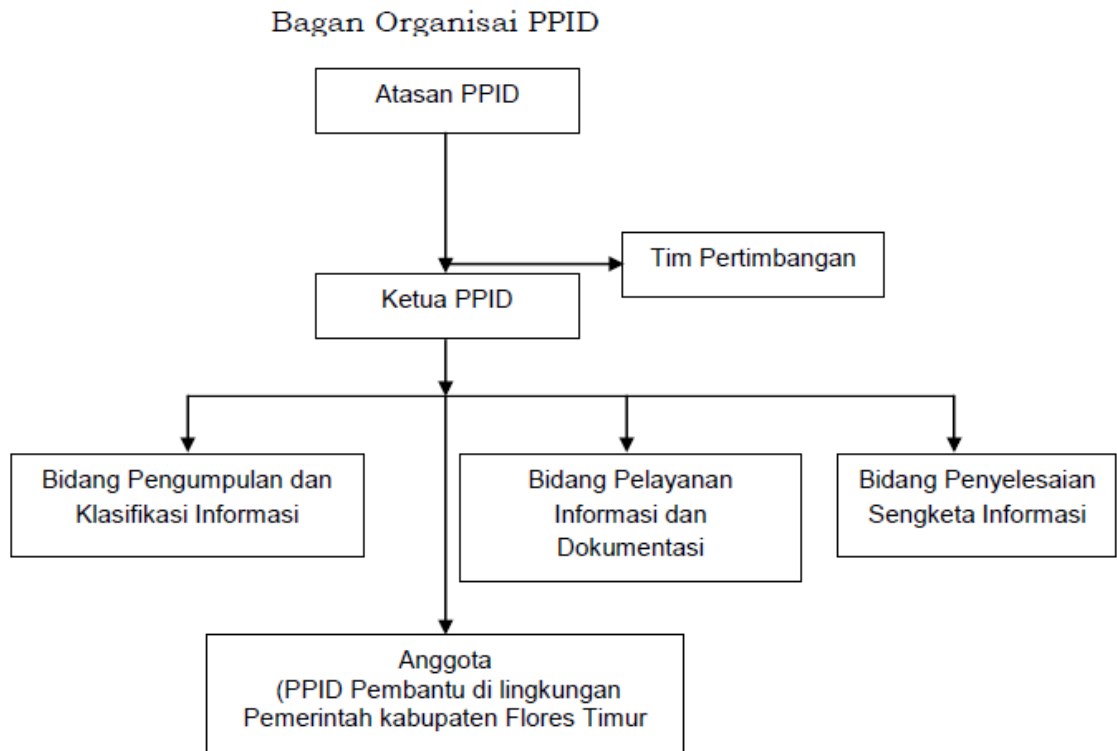 Bagan Organisai PPID
Atasan PPID
Tim Pertimbangan
Ketua PPID
Bidang Pengumpulan dan
Klasifikasi Informasi
Bidang Pelayanan
Informasi dan
Dokumentasi
Bidang Penyelesaian
Sengketa Informasi
Anggota
(PPID Pembantu di lingkungan
Pemerintah kabupaten Flores Timur